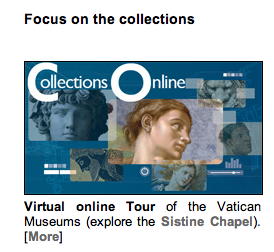 Focus on the collections
Collections Online
Virtual online Tour of the Vatican
Museums (explore the Sistine Chapel).
[More]